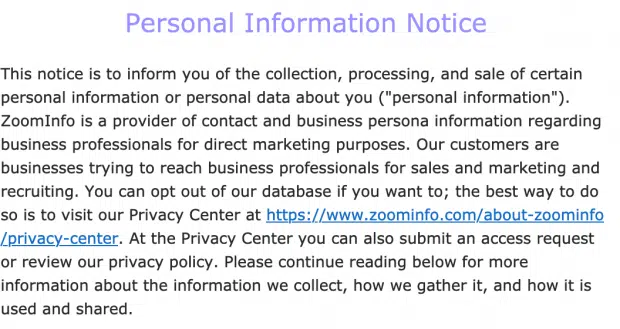 Personal Information Notice
This notice is to inform you of the collection, processing, and sale of certain
personal information or personal data about you ("personal information").
ZoomInfo is a provider of contact and business persona information regarding
business professionals for direct marketing purposes. Our customers are
businesses trying to reach business professionals for sales and marketing and
recruiting. You can opt out of our database if you want to; the best way to do
so is to visit our Privacy Center at https://www.zoominfo.com/about-zoominfo
/privacy-center. At the Privacy Center you can also submit an access request
or review our privacy policy. Please continue reading below for more
information about the information we collect, how we gather it, and how it is
used and shared.